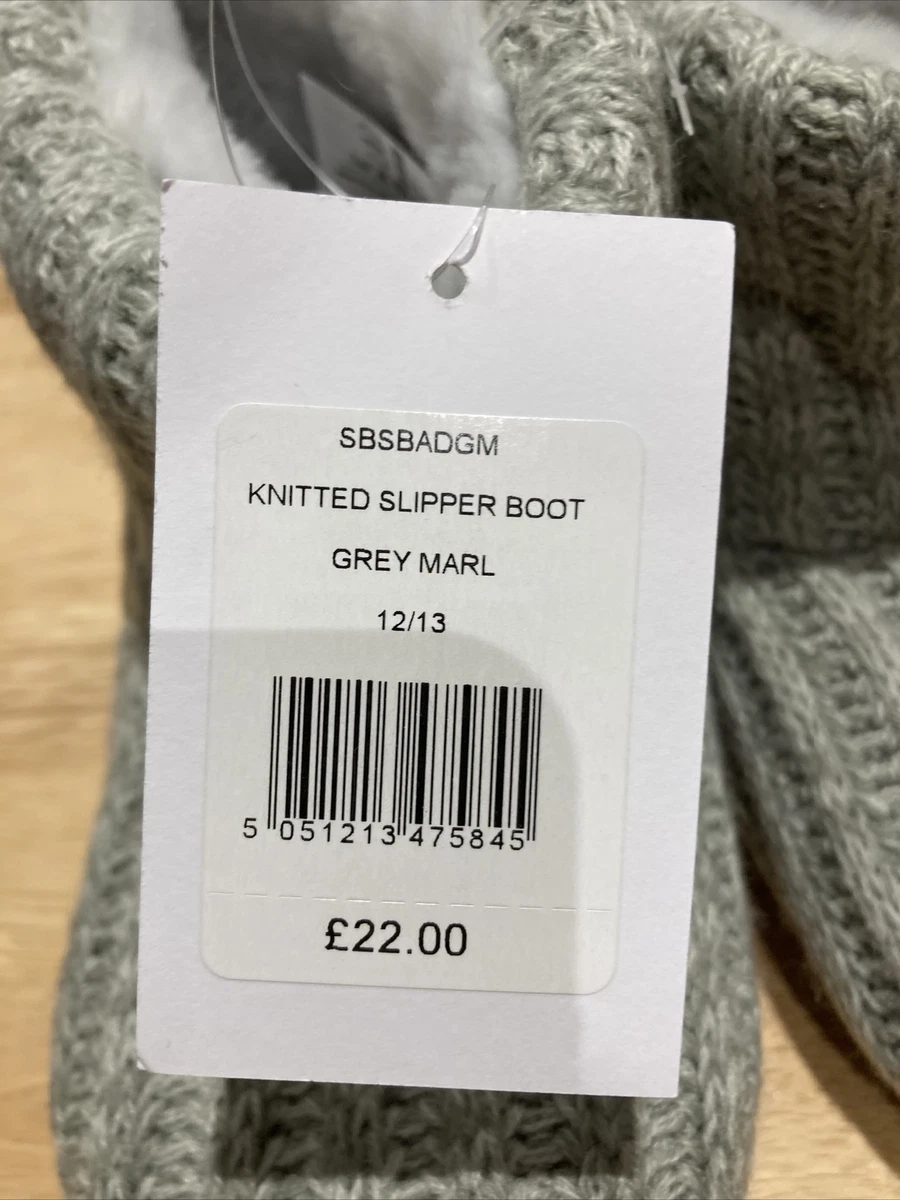 SBSBADGM
KNITTED SLIPPER BOOT
GREY MARL
12/13
5 051213 475845
£22.00